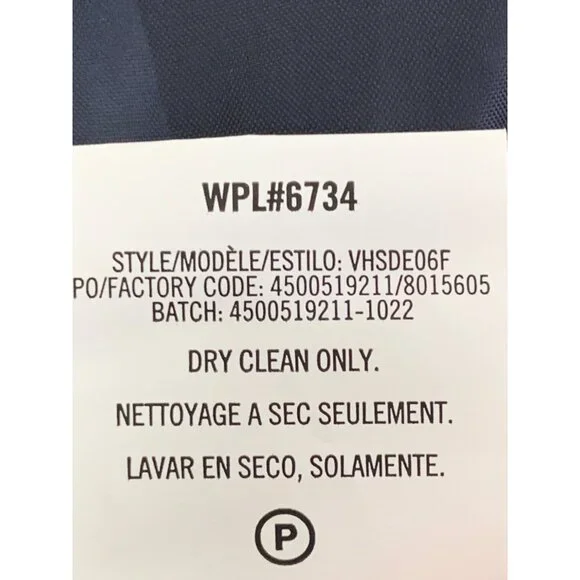 WPL#6734
STYLE/MODÈLE/ESTILO: VHSDE06F
PO/FACTORY CODE: 4500519211/8015605
BATCH: 4500519211-1022
DRY CLEAN ONLY.
NETTOYAGE A SEC SEULEMENT.
LAVAR EN SECO, SOLAMENTE.
P